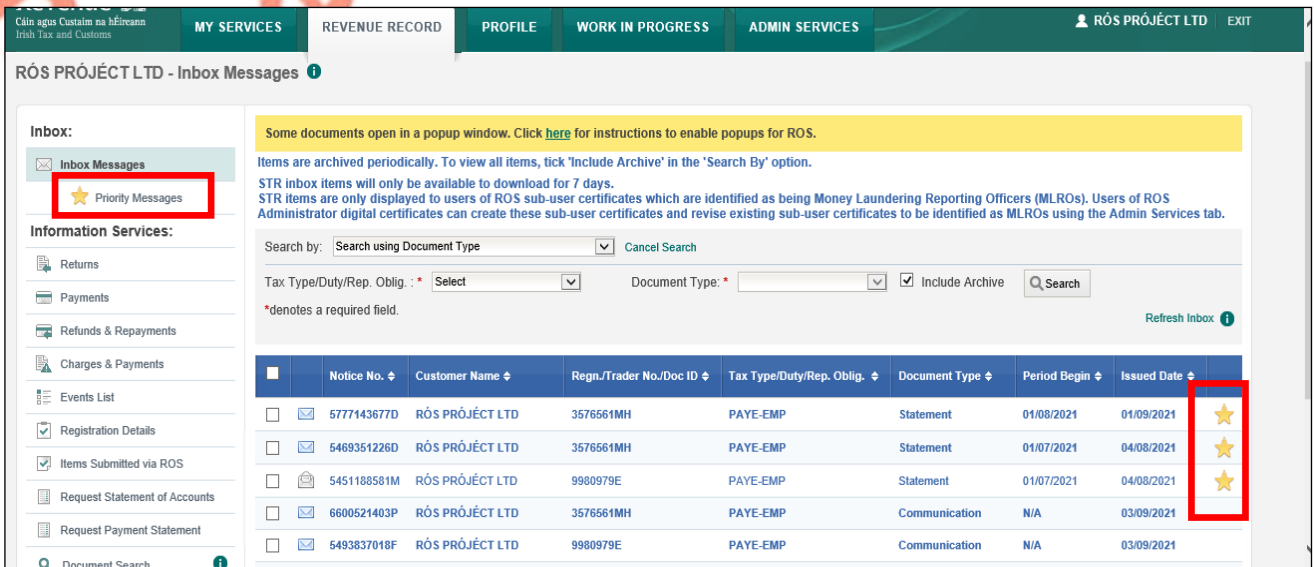 Cáin agus Custaim na hÉireann
Irish Tax and Customs
MY SERVICES
REVENUE RECORD
PROFILE
WORK IN PROGRESS
ADMIN SERVICES
RÓS PRÓJÉCT LTD
EXIT
RÓS PRÓJÉCT LTD - Inbox Messages
Inbox:
Inbox Messages
Priority Messages
Information Services:
Returns
Payments
Refunds & Repayments
Charges & Payments
Events List
Registration Details
Items Submitted via ROS
Request Statement of Accounts
Request Payment Statement
Document Search
Some documents open in a popup window. Click here for instructions to enable popups for ROS.
Items are archived periodically. To view all items, tick 'Include Archive' in the 'Search By' option.
STR inbox items will only be available to download for 7 days.
STR items are only displayed to users of ROS sub-user certificates which are identified as being Money Laundering Reporting Officers (MLROs). Users of ROS
Administrator digital certificates can create these sub-user certificates and revise existing sub-user certificates to be identified as MLROs using the Admin Services tab.
Search by: Search using Document Type Cancel Search
Tax Type/Duty/Rep. Oblig. : * Select Document Type: * Include Archive Search
*denotes a required field.
Refresh Inbox
Notice No. Customer Name Regn./Trader No./Doc ID Tax Type/Duty/Rep. Oblig. Document Type Period Begin Issued Date
5777143677D RÓS PRÓJÉCT LTD 3576561MH PAYE-EMP Statement 01/08/2021 01/09/2021
5469351226D RÓS PRÓJÉCT LTD 3576561MH PAYE-EMP Statement 01/07/2021 04/08/2021
5451188581M RÓS PRÓJÉCT LTD 9980979E PAYE-EMP Statement 01/07/2021 04/08/2021
6600521403P RÓS PRÓJÉCT LTD 3576561MH PAYE-EMP Communication N/A 03/09/2021
5493837018F RÓS PRÓJÉCT LTD 9980979E PAYE-EMP Communication N/A 03/09/2021